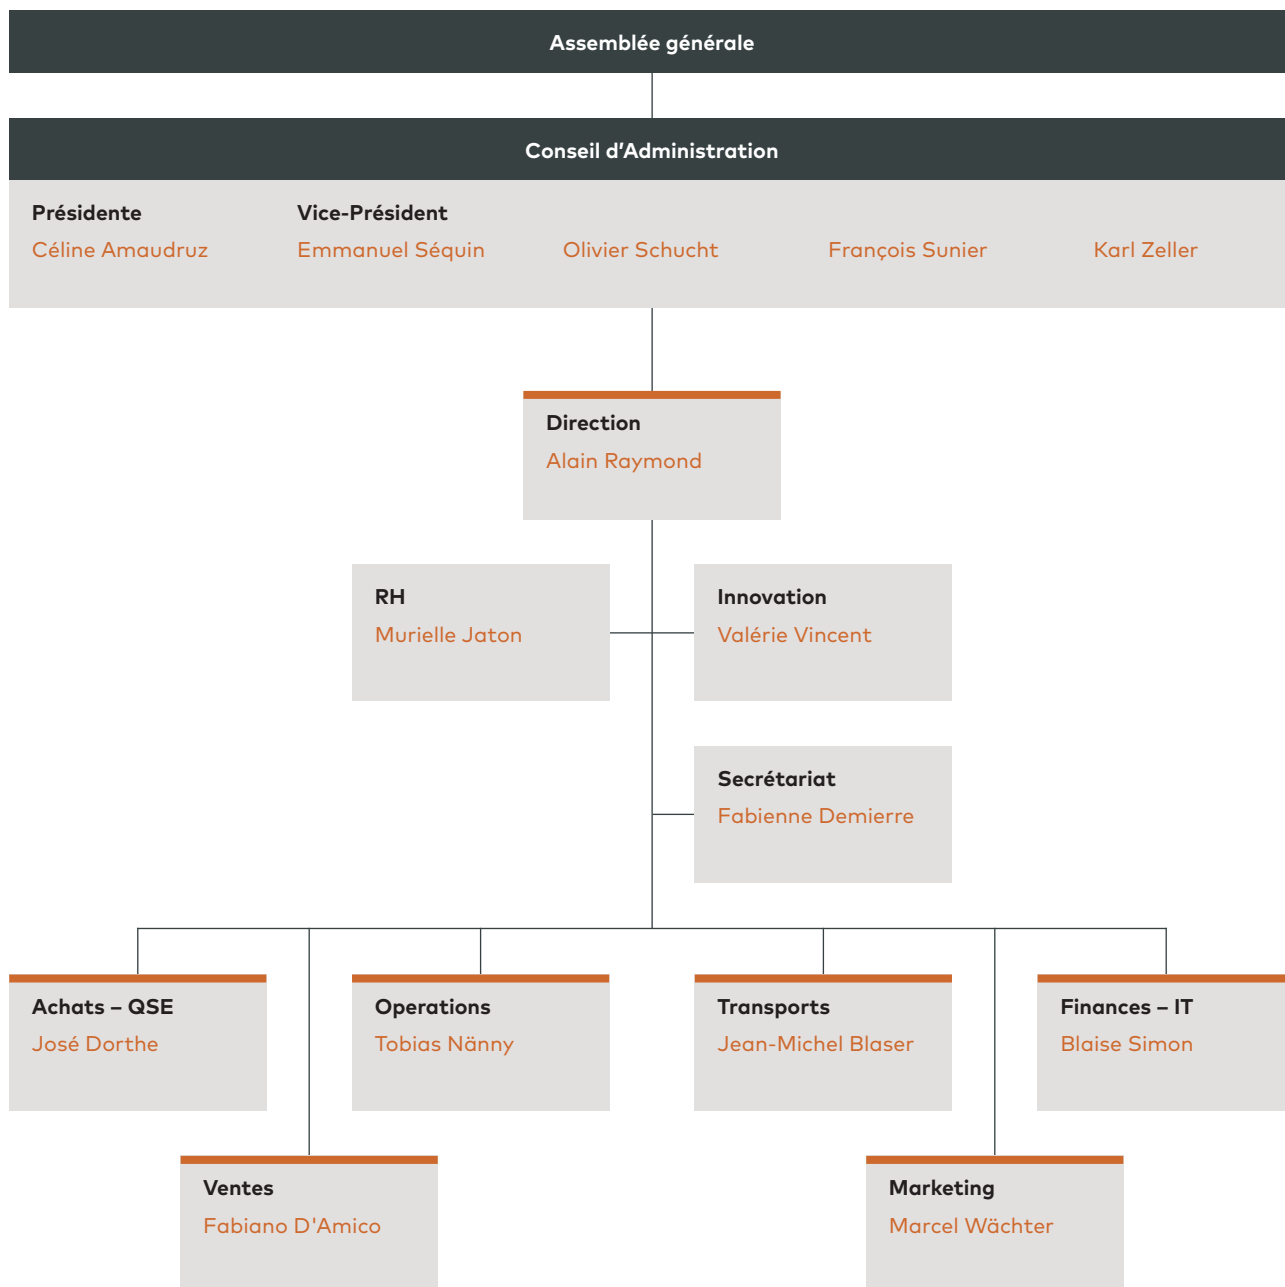 Assemblée générale
Conseil d’Administration
Présidente
Céline Amaudruz
Vice-Président
Emmanuel Séquin
Olivier Schucht
François Sunier
Karl Zeller
Direction
Alain Raymond
RH
Murielle Jaton
Innovation
Valérie Vincent
Secrétariat
Fabienne Demierre
Achats – QSE
José Dorthe
Operations
Tobias Nänny
Transports
Jean-Michel Blaser
Finances – IT
Blaise Simon
Ventes
Fabiano D'Amico
Marketing
Marcel Wächter